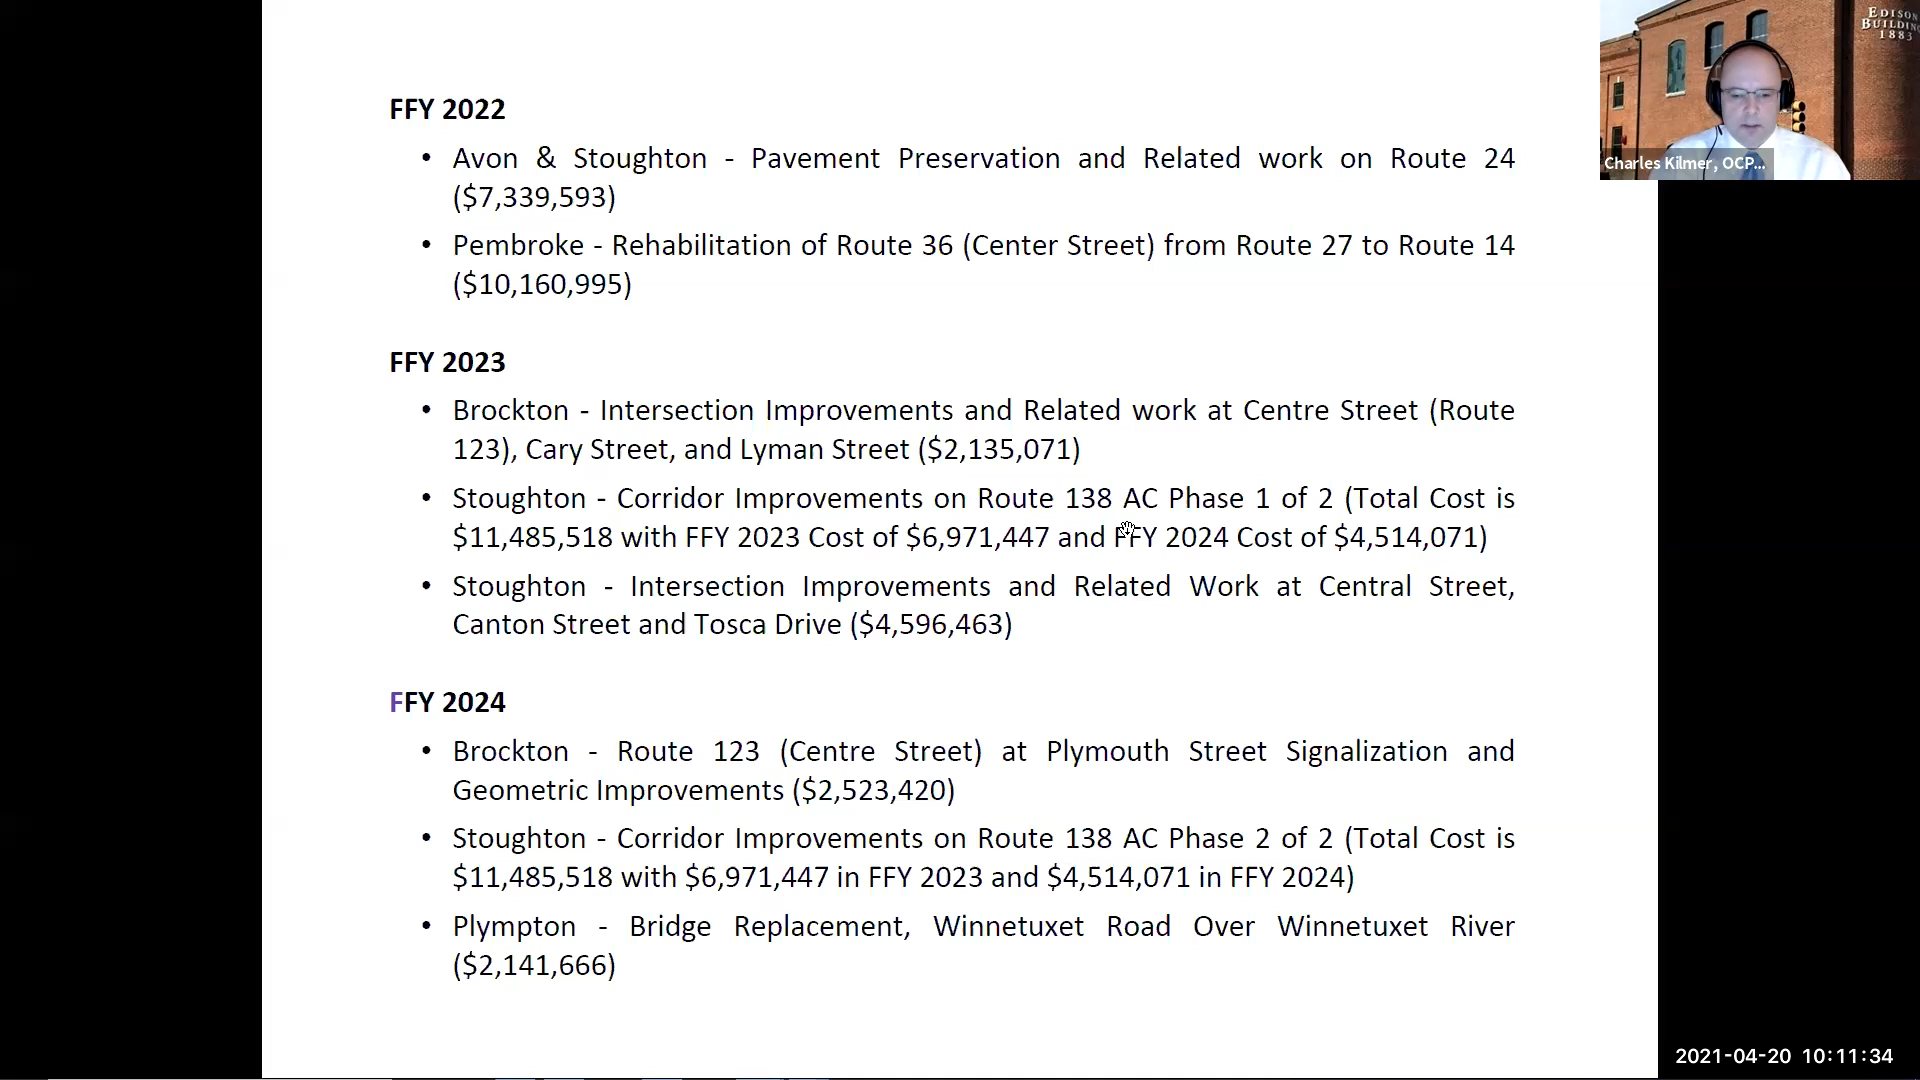 FFY 2022
• Avon & Stoughton - Pavement Preservation and Related work on Route 24
($7,339,593)
• Pembroke - Rehabilitation of Route 36 (Center Street) from Route 27 to Route 14
($10,160,995)
FFY 2023
• Brockton - Intersection Improvements and Related work at Centre Street (Route
123), Cary Street, and Lyman Street ($2,135,071)
• Stoughton - Corridor Improvements on Route 138 AC Phase 1 of 2 (Total Cost is
$11,485,518 with FFY 2023 Cost of $6,971,447 and FFY 2024 Cost of $4,514,071)
• Stoughton - Intersection Improvements and Related Work at Central Street,
Canton Street and Tosca Drive ($4,596,463)
FFY 2024
• Brockton - Route 123 (Centre Street) at Plymouth Street Signalization and
Geometric Improvements ($2,523,420)
• Stoughton - Corridor Improvements on Route 138 AC Phase 2 of 2 (Total Cost is
$11,485,518 with $6,971,447 in FFY 2023 and $4,514,071 in FFY 2024)
• Plympton - Bridge Replacement, Winnetuxet Road Over Winnetuxet River
($2,141,666)
EDISON
BUILDIN
1883
Charles Kilmer, OCP...
2021-04-20 10:11:34